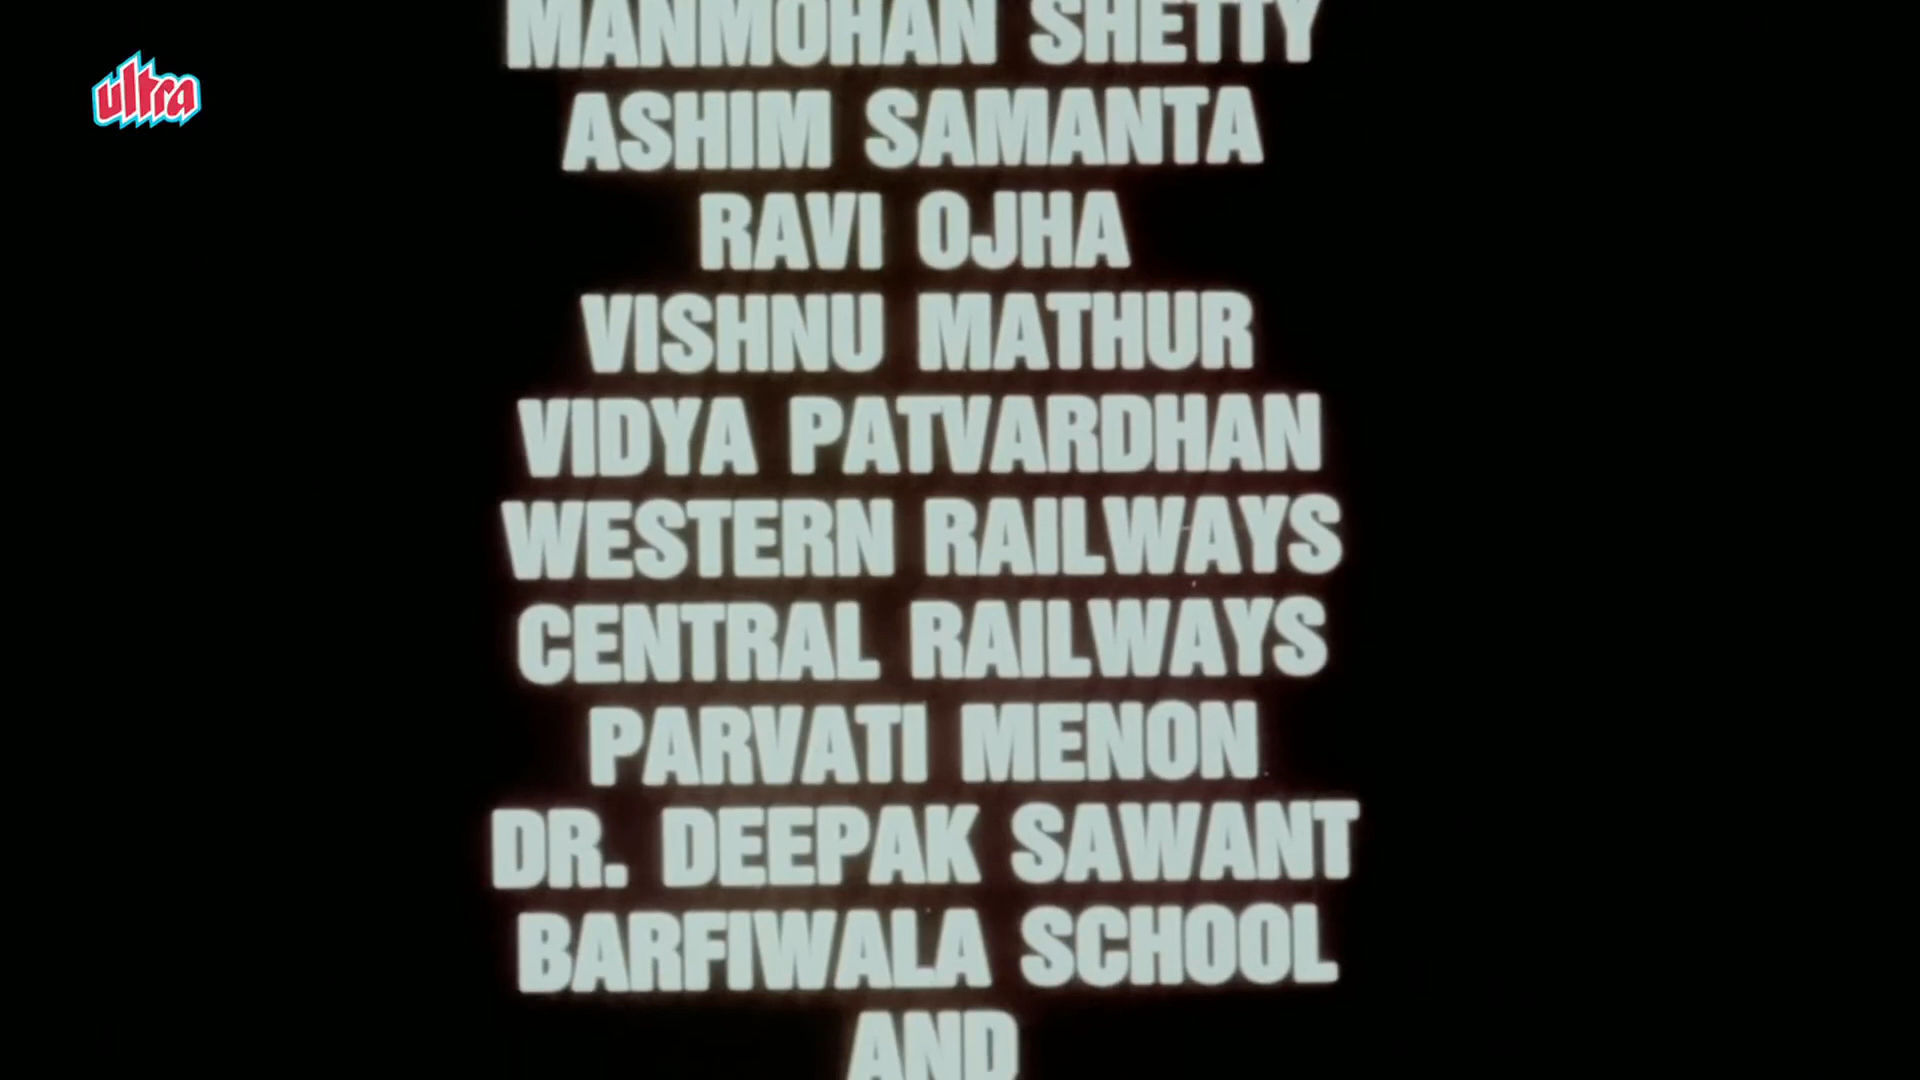 ultra
MANMOHAN SHETTY
ASHIM SAMANTA
RAVI OJHA
VISHNU MATHUR
VIDYA PATVARDHAN
WESTERN RAILWAYS
CENTRAL RAILWAYS
PARVATI MENON
DR. DEEPAK SAWANT
BARFIWALA SCHOOL
AND